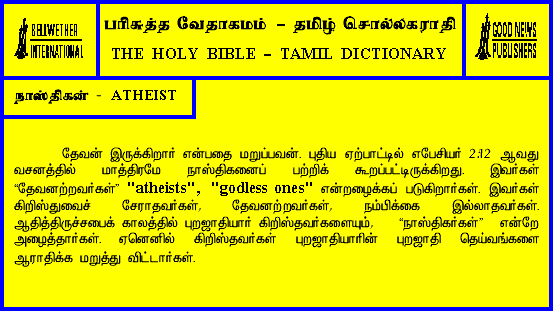 BELLWETHER
INTERNATIONAL
பரிசுத்த வேதாகமம் – தமிழ் சொல்லகராதி
THE HOLY BIBLE – TAMIL DICTIONARY
GOOD NEWS
PUBLISHERS
நாஸ்திகன் - ATHEIST
தேவன் இருக்கிறார் என்பதை மறுப்பவன். புதிய ஏற்பாட்டில் எபேசியர் 2:12 ஆவது
வசனத்தில் மாத்திரமே நாஸ்திகனைப் பற்றிக் கூறப்பட்டிருக்கிறது. இவர்கள்
“தேவனற்றவர்கள்” "atheists", "godless ones" என்றழைக்கப் படுகிறார்கள். இவர்கள்
கிறிஸ்துவைச் சேராதவர்கள், தேவனற்றவர்கள், நம்பிக்கை இல்லாதவர்கள்.
ஆதித்திருச்சபைக் காலத்தில் புறஜாதியார் கிறிஸ்தவர்களையும், “நாஸ்திகர்கள்” என்றே
அழைத்தார்கள். ஏனெனில் கிறிஸ்தவர்கள் புறஜாதியாரின் புறஜாதி தெய்வங்களை
ஆராதிக்க மறுத்து விட்டார்கள்.